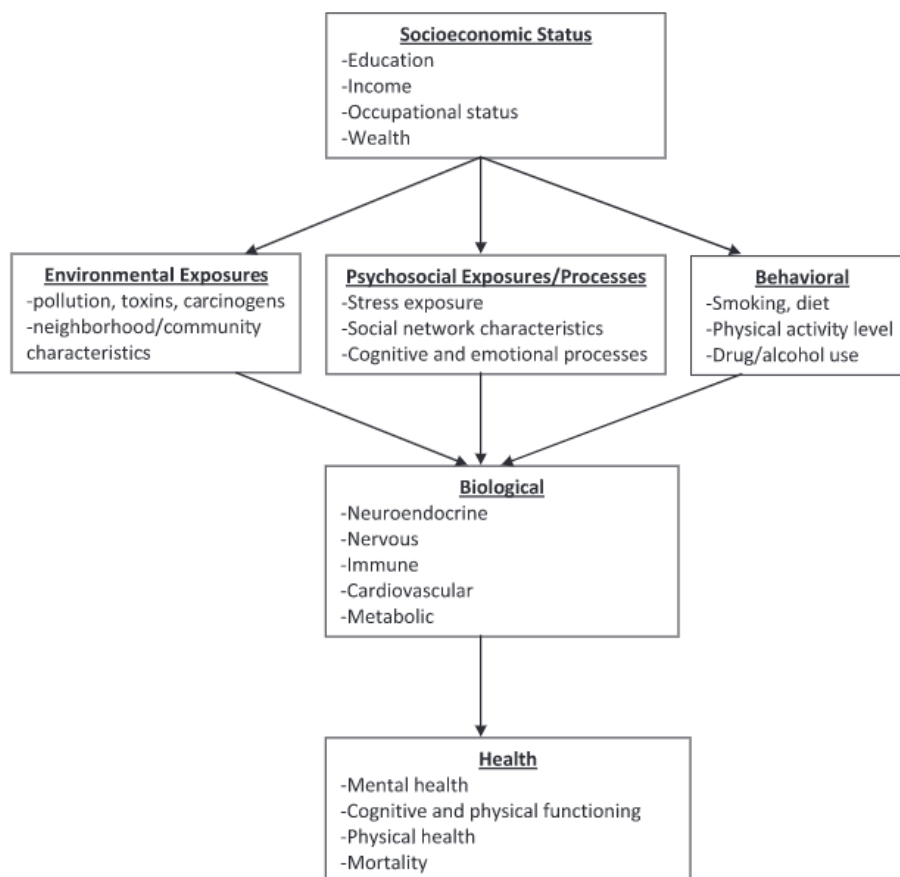 Socioeconomic Status
-Education
-Income
-Occupational status
-Wealth
Environmental Exposures
-pollution, toxins, carcinogens
-neighborhood/community
characteristics
Psychosocial Exposures/Processes
-Stress exposure
-Social network characteristics
-Cognitive and emotional processes
Behavioral
-Smoking, diet
-Physical activity level
-Drug/alcohol use
Biological
-Neuroendocrine
-Nervous
-Immune
-Cardiovascular
-Metabolic
Health
-Mental health
-Cognitive and physical functioning
-Physical health
-Mortality